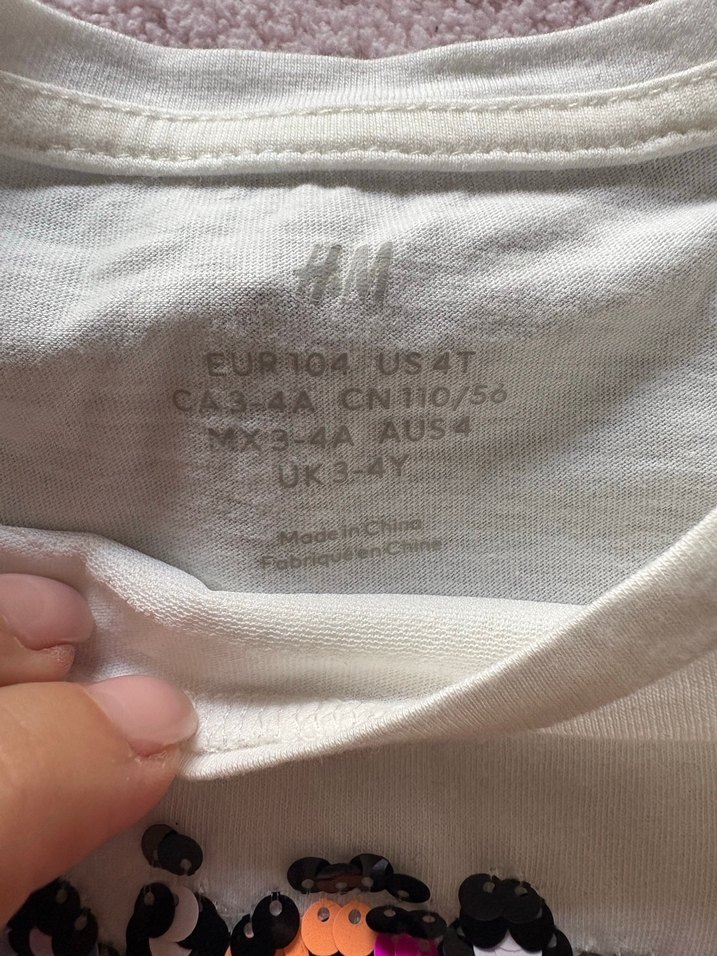 H&M
EUR 104 US 4T
CA 3-4A CN 110/56
MX 3-4A AUS 4
UK 3-4Y
Made in China
Fabriqué en Chine